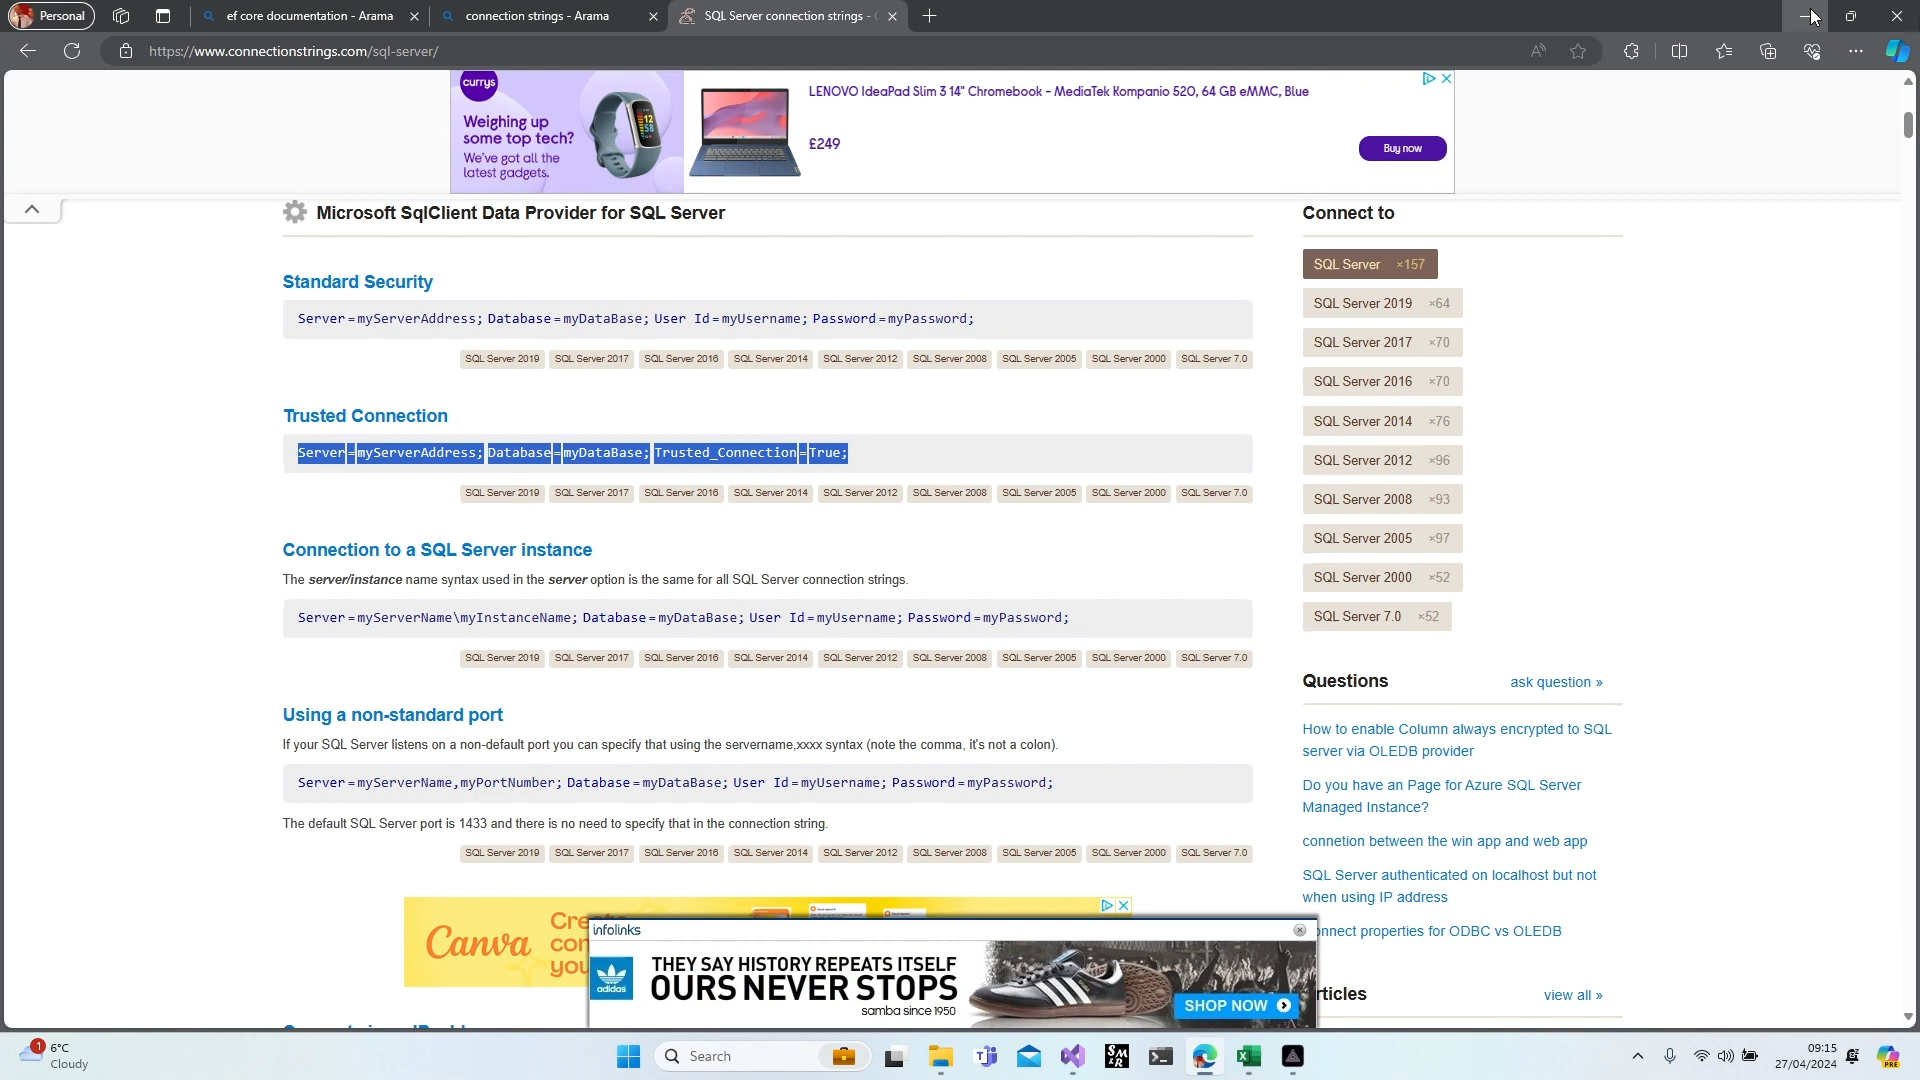 Personal
ef core documentation - Arama
connection strings - Arama
SQL Server connection strings -
https://www.connectionstrings.com/sql-server/
currys
Weighing up
some top tech?
We've got all the
latest gadgets.
LENOVO IdeaPad Slim 3 14" Chromebook - MediaTek Kompanio 520, 64 GB eMMC, Blue
£249
Buy now
Microsoft SqlClient Data Provider for SQL Server
Standard Security
Server=myServerAddress; Database=myDataBase; User Id=myUsername; Password=myPassword;
SQL Server 2019 SQL Server 2017 SQL Server 2016 SQL Server 2014 SQL Server 2012 SQL Server 2008 SQL Server 2005 SQL Server 2000 SQL Server 7.0
Trusted Connection
Server=myServerAddress; Database=myDataBase; Trusted_Connection=True;
SQL Server 2019 SQL Server 2017 SQL Server 2016 SQL Server 2014 SQL Server 2012 SQL Server 2008 SQL Server 2005 SQL Server 2000 SQL Server 7.0
Connection to a SQL Server instance
The server/instance name syntax used in the server option is the same for all SQL Server connection strings.
Server=myServerName\myInstanceName; Database=myDataBase; User Id=myUsername; Password=myPassword;
SQL Server 2019 SQL Server 2017 SQL Server 2016 SQL Server 2014 SQL Server 2012 SQL Server 2008 SQL Server 2005 SQL Server 2000 SQL Server 7.0
Using a non-standard port
If your SQL Server listens on a non-default port you can specify that using the servername,xxxx syntax (note the comma, it's not a colon).
Server=myServerName,myPortNumber; Database=myDataBase; User Id=myUsername; Password=myPassword;
The default SQL Server port is 1433 and there is no need to specify that in the connection string.
SQL Server 2019 SQL Server 2017 SQL Server 2016 SQL Server 2014 SQL Server 2012 SQL Server 2008 SQL Server 2005 SQL Server 2000 SQL Server 7.0
Connect to
SQL Server ×157
SQL Server 2019 ×64
SQL Server 2017 ×70
SQL Server 2016 ×70
SQL Server 2014 ×76
SQL Server 2012 ×96
SQL Server 2008 ×93
SQL Server 2005 ×97
SQL Server 2000 ×52
SQL Server 7.0 ×52
Questions
ask question »
How to enable Column always encrypted to SQL
server via OLEDB provider
Do you have an Page for Azure SQL Server
Managed Instance?
connetion between the win app and web app
SQL Server authenticated on localhost but not
when using IP address
nnect properties for ODBC vs OLEDB
rticles
view all »
Canva
infolinks
adidas
THEY SAY HISTORY REPEATS ITSELF
OURS NEVER STOPS
samba since 1950
SHOP NOW
1
6°C
Cloudy
Search
09:15
27/04/2024
PRE